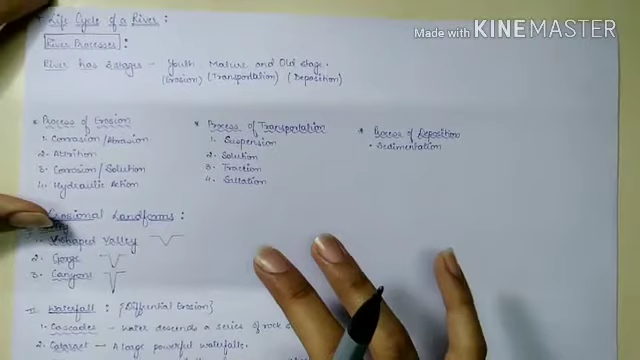 Made with KINEMASTER
Life Cycle of a River :
River Processes :
River has 3 stages - Youth, Mature and Old stage.
(Erosion) (Transportation) (Deposition)
* Process of Erosion
1. Corrasion/Abrasion
2. Attrition
3. Corrosion/Solution
4. Hydraulic Action
* Process of Transportation
1. Suspension
2. Solution
3. Traction
4. Saltation
* Process of Deposition
• Sedimentation
Erosional Landforms :
V-shaped Valley
2. Gorge
3. Canyons
II Waterfall : {Differential Erosion}
1. Cascades - Water descends a series of rock
2. Cataract - A large powerful waterfalls.